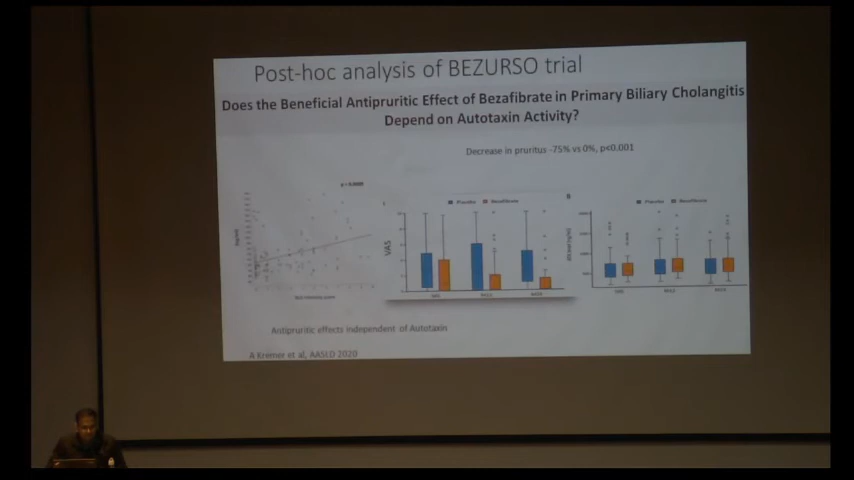 Post-hoc analysis of BEZURSO trial
Does the Beneficial Antipruritic Effect of Bezafibrate in Primary Biliary Cholangitis
Depend on Autotaxin Activity?
Decrease in pruritus -75% vs 0%, p<0.001
Placebo Bezafibrate
VAS
B
Placebo Bezafibrate
Antipruritic effects independent of Autotaxin
A Kremer et al, AASLD 2020